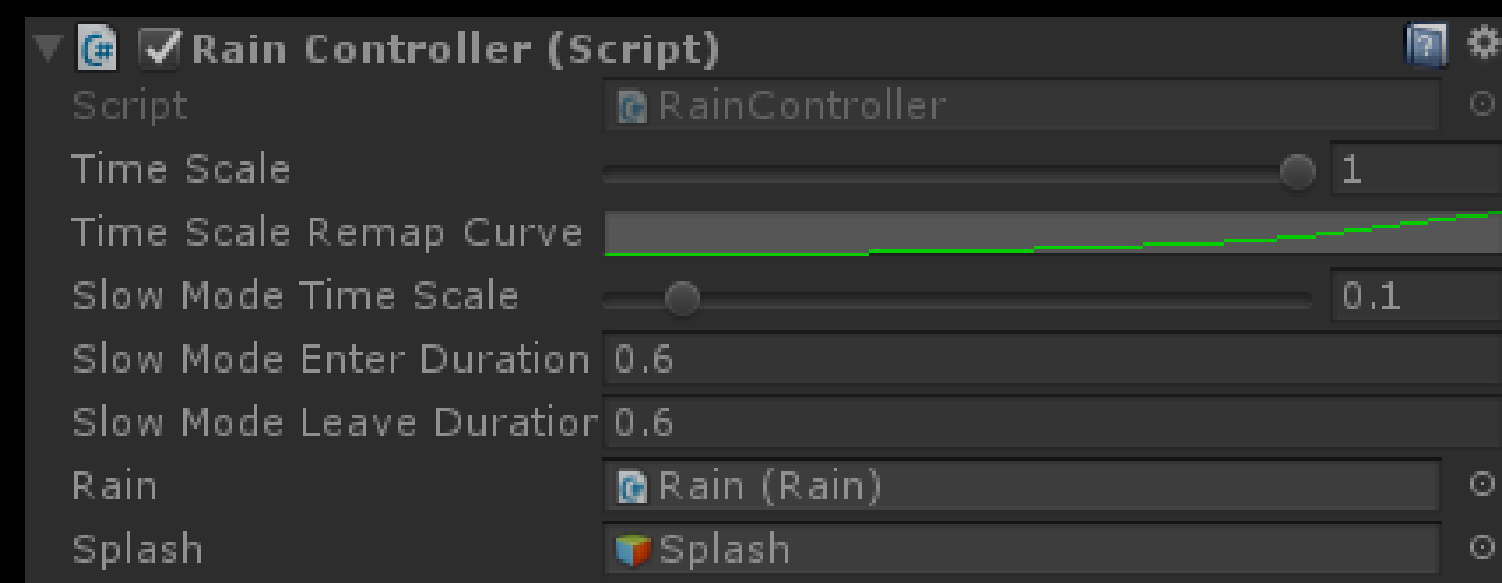 Rain Controller (Script)
Script RainController
Time Scale 1
Time Scale Remap Curve
Slow Mode Time Scale 0.1
Slow Mode Enter Duration 0.6
Slow Mode Leave Duration 0.6
Rain Rain (Rain)
Splash Splash